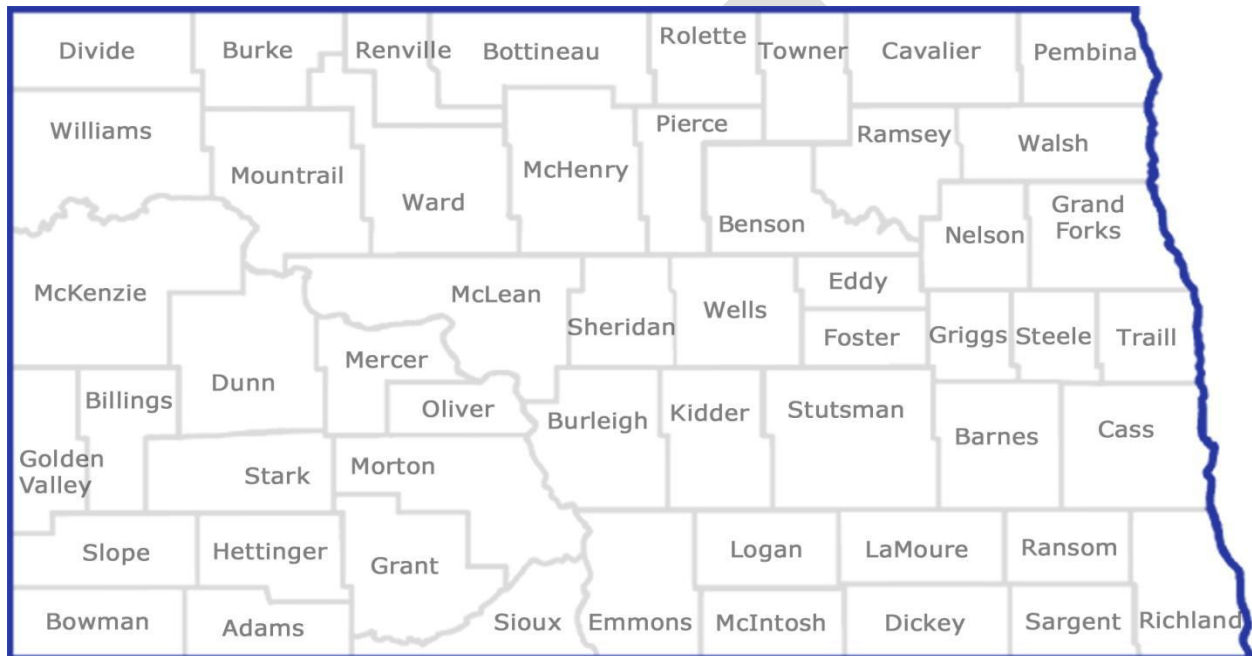 Divide
Burke
Renville
Bottineau
Rolette
Towner
Cavalier
Pembina
Williams
Mountrail
Ward
McHenry
Pierce
Benson
Ramsey
Walsh
Nelson
Grand
Forks
McKenzie
McLean
Sheridan
Wells
Eddy
Foster
Griggs
Steele
Traill
Dunn
Mercer
Oliver
Billings
Golden
Valley
Stark
Morton
Burleigh
Kidder
Stutsman
Barnes
Cass
Slope
Hettinger
Grant
Logan
LaMoure
Ransom
Bowman
Adams
Sioux
Emmons
McIntosh
Dickey
Sargent
Richland